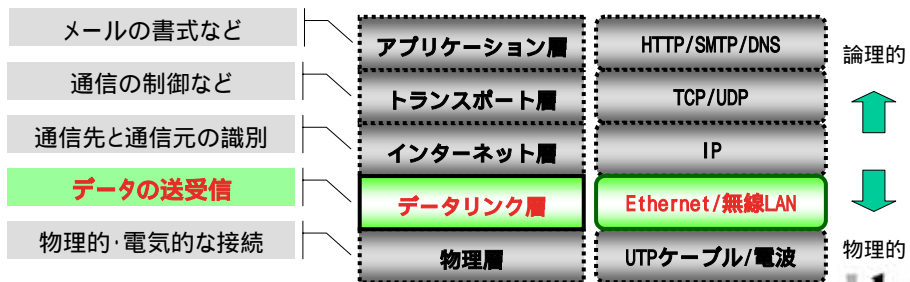 メールの書式など
アプリケーション層
HTTP/SMTP/DNS
論理的
通信の制御など
トランスポート層
TCP/UDP
通信先と通信元の識別
インターネット層
IP
データの送受信
データリンク層
Ethernet/無線LAN
物理的・電気的な接続
物理層
UTPケーブル/電波
物理的